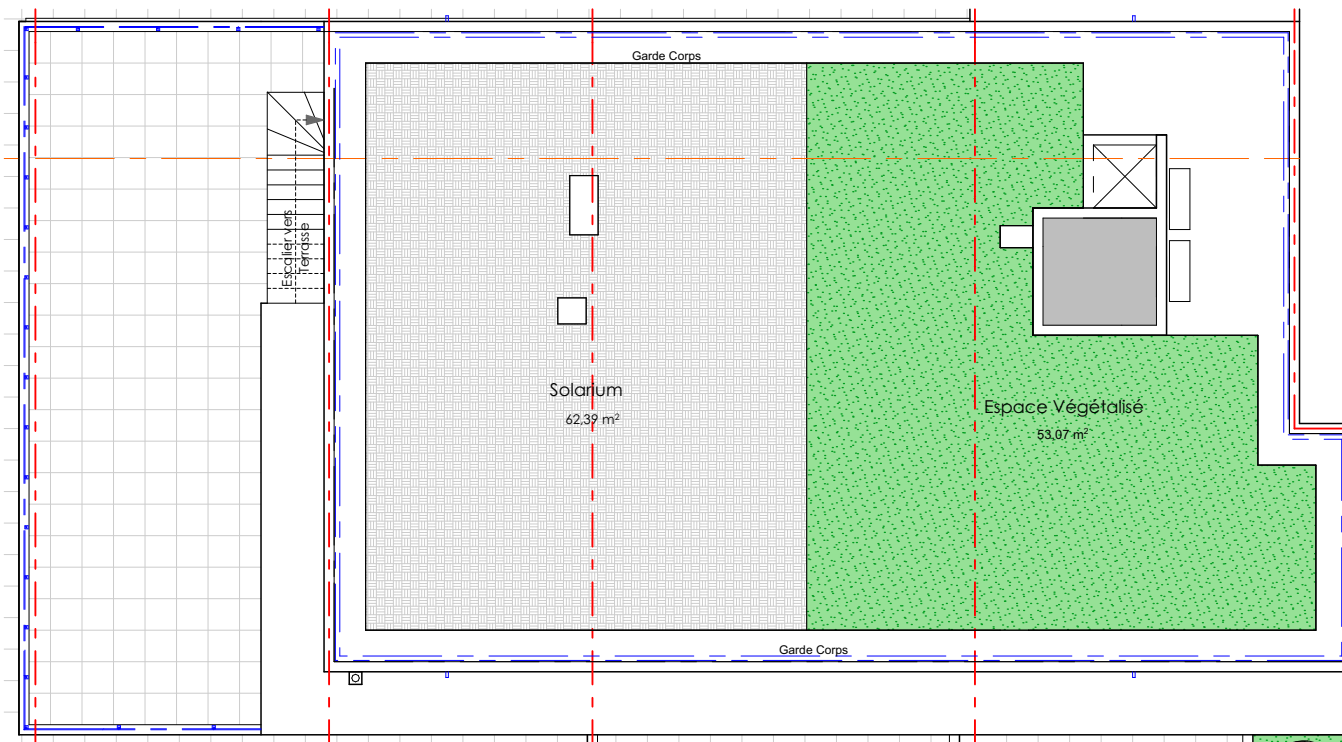 Garde Corps
Escalier vers
Terrasse
Solarium
62,39 m²
Espace Végétalisé
53,07 m²
Garde Corps